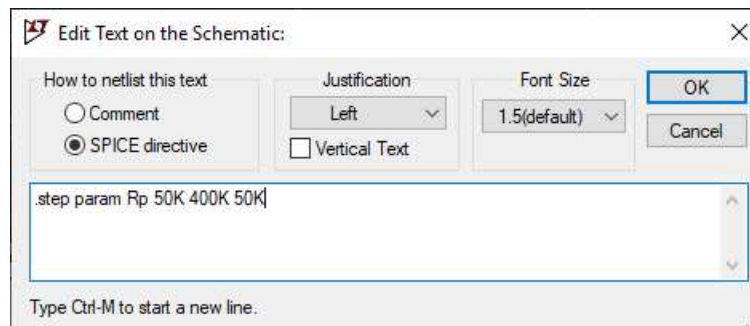 Edit Text on the Schematic:
How to netlist this text
Comment
SPICE directive
Justification
Left
Vertical Text
Font Size
1.5(default)
OK
Cancel
.step param Rp 50K 400K 50K
Type Ctrl-M to start a new line.